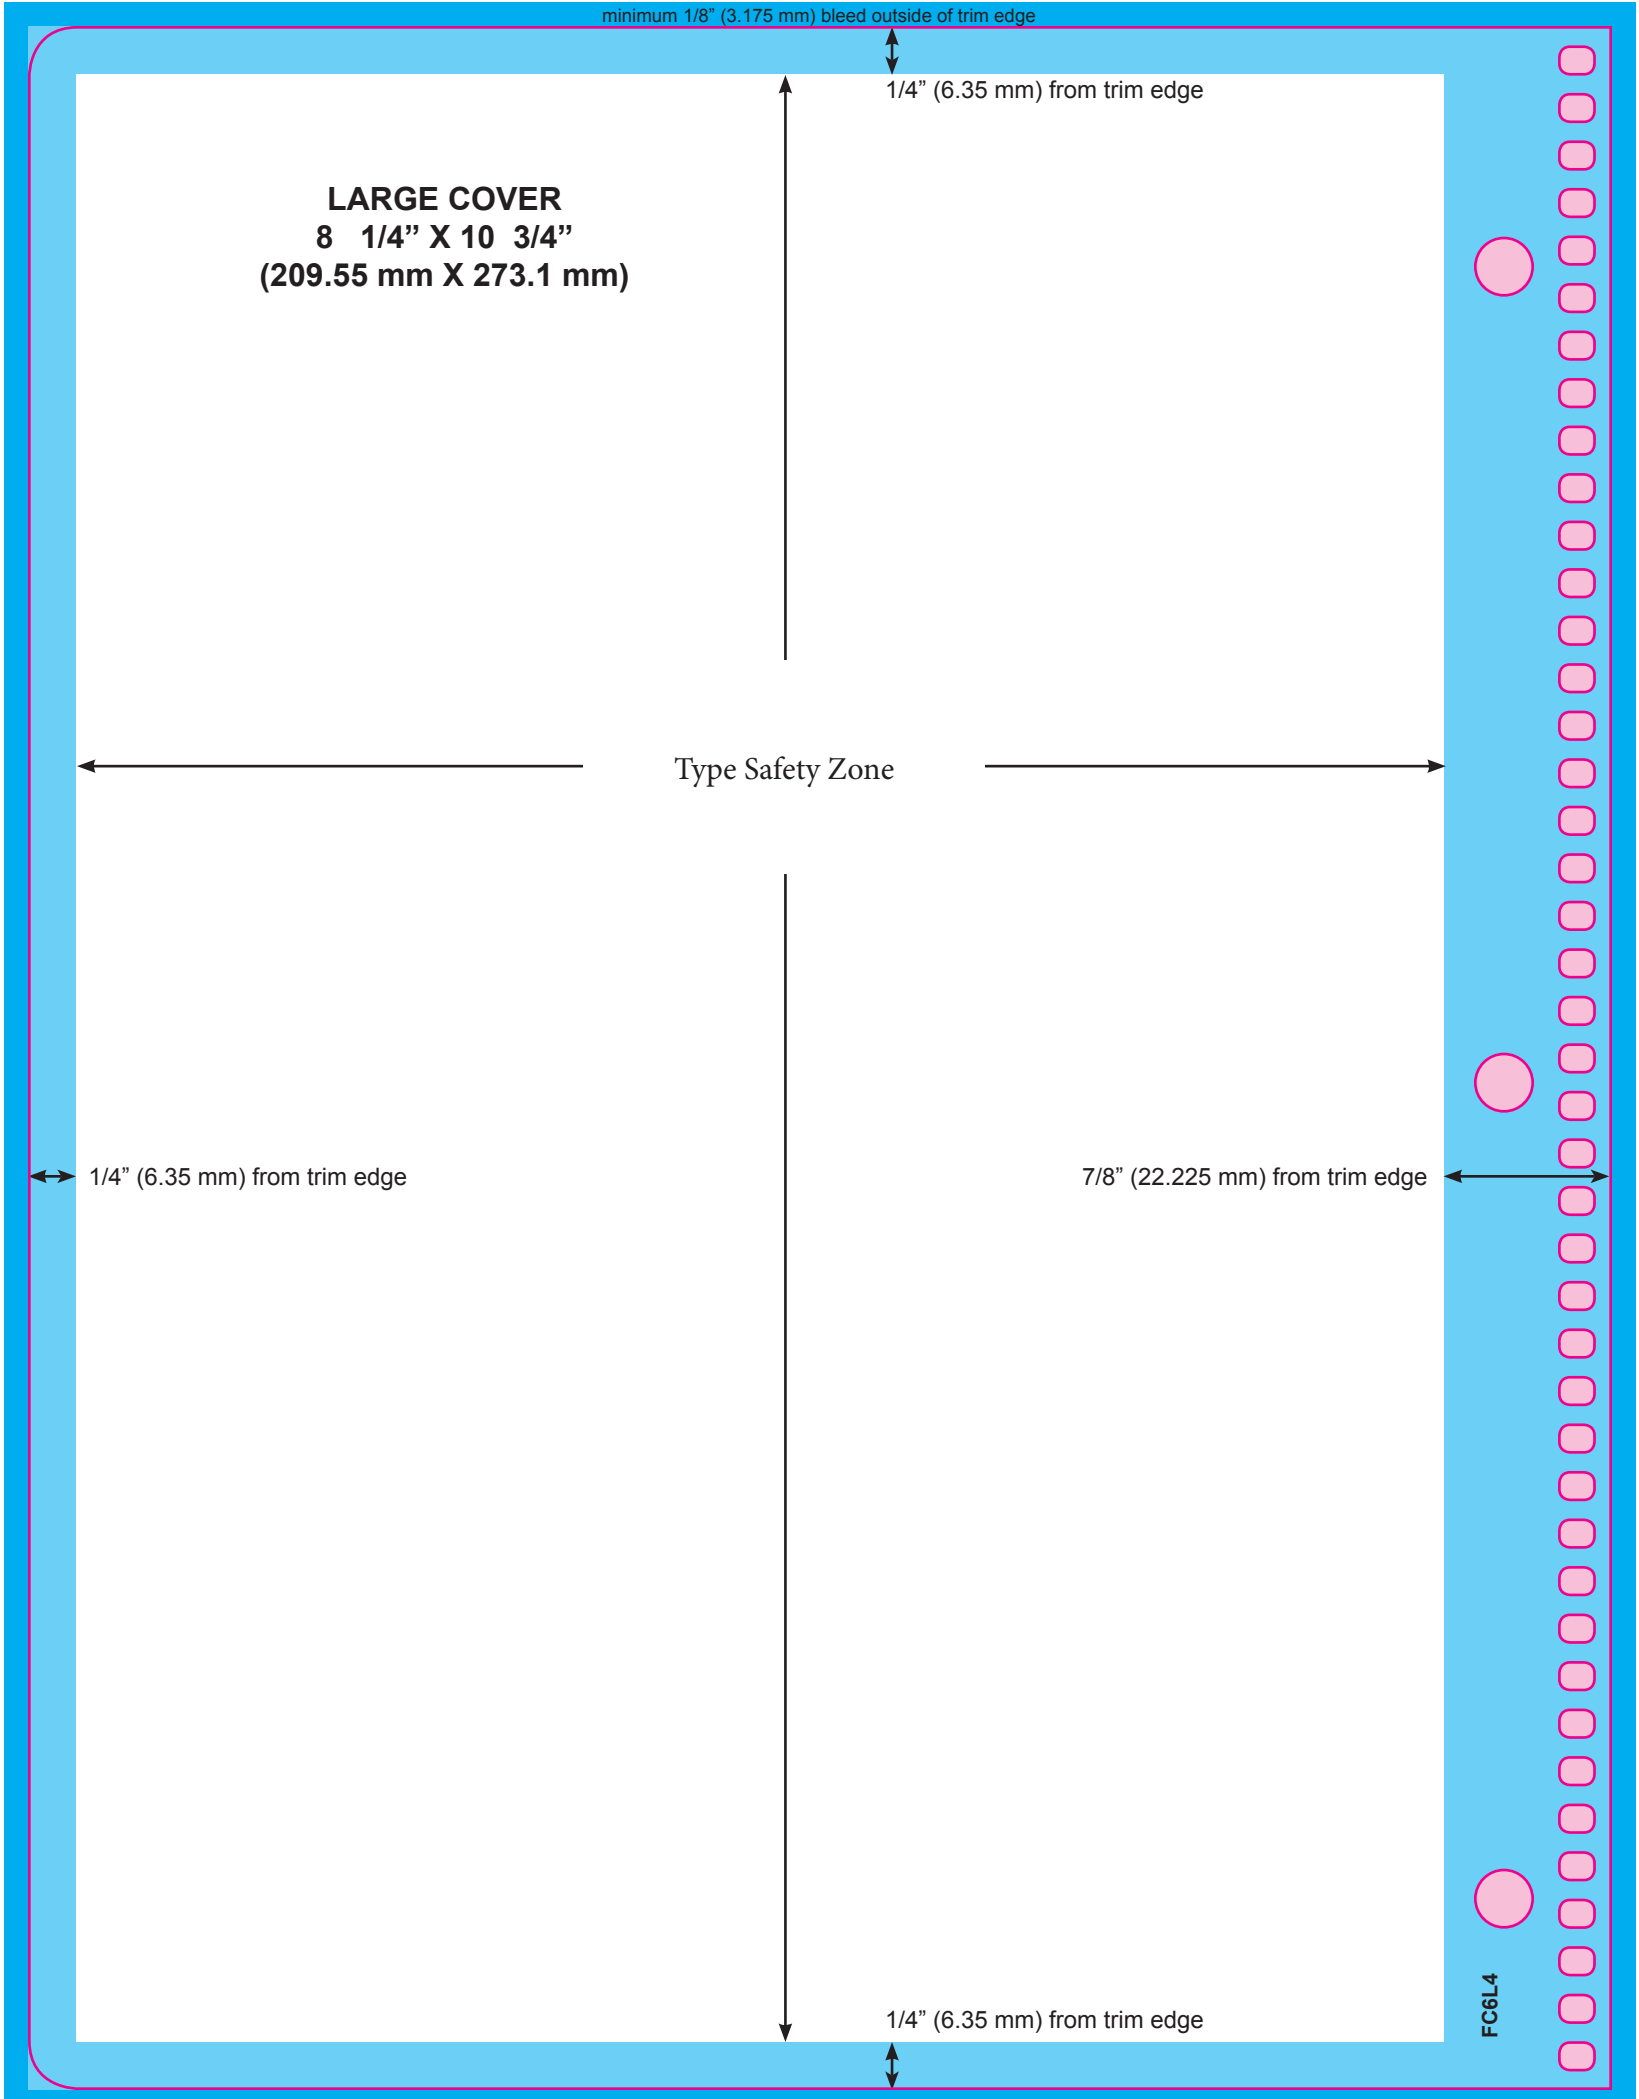 minimum 1/8” (3.175 mm) bleed outside of trim edge
1/4” (6.35 mm) from trim edge
LARGE COVER
8 1/4” X 10 3/4”
(209.55 mm X 273.1 mm)
Type Safety Zone
1/4” (6.35 mm) from trim edge
7/8” (22.225 mm) from trim edge
FC6L4
1/4” (6.35 mm) from trim edge